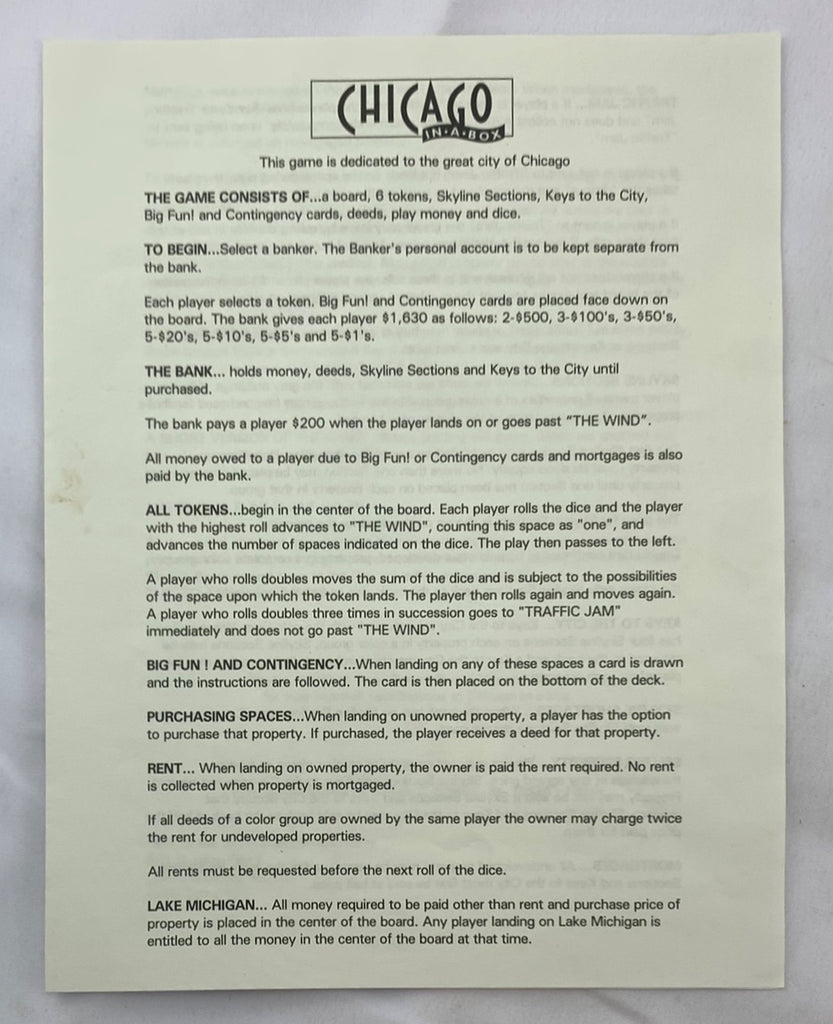 CHICAGO
IN·A·BOX
This game is dedicated to the great city of Chicago
THE GAME CONSISTS OF...a board, 6 tokens, Skyline Sections, Keys to the City,
Big Fun! and Contingency cards, deeds, play money and dice.
TO BEGIN...Select a banker. The Banker's personal account is to be kept separate from
the bank.
Each player selects a token. Big Fun! and Contingency cards are placed face down on
the board. The bank gives each player $1,630 as follows: 2-$500, 3-$100's, 3-$50's,
5-$20's, 5-$10's, 5-$5's and 5-$1's.
THE BANK... holds money, deeds, Skyline Sections and Keys to the City until
purchased.
The bank pays a player $200 when the player lands on or goes past “THE WIND”.
All money owed to a player due to Big Fun! or Contingency cards and mortgages is also
paid by the bank.
ALL TOKENS...begin in the center of the board. Each player rolls the dice and the player
with the highest roll advances to "THE WIND", counting this space as "one", and
advances the number of spaces indicated on the dice. The play then passes to the left.
A player who rolls doubles moves the sum of the dice and is subject to the possibilities
of the space upon which the token lands. The player then rolls again and moves again.
A player who rolls doubles three times in succession goes to "TRAFFIC JAM"
immediately and does not go past "THE WIND".
BIG FUN ! AND CONTINGENCY...When landing on any of these spaces a card is drawn
and the instructions are followed. The card is then placed on the bottom of the deck.
PURCHASING SPACES...When landing on unowned property, a player has the option
to purchase that property. If purchased, the player receives a deed for that property.
RENT... When landing on owned property, the owner is paid the rent required. No rent
is collected when property is mortgaged.
If all deeds of a color group are owned by the same player the owner may charge twice
the rent for undeveloped properties.
All rents must be requested before the next roll of the dice.
LAKE MICHIGAN... All money required to be paid other than rent and purchase price of
property is placed in the center of the board. Any player landing on Lake Michigan is
entitled to all the money in the center of the board at that time.